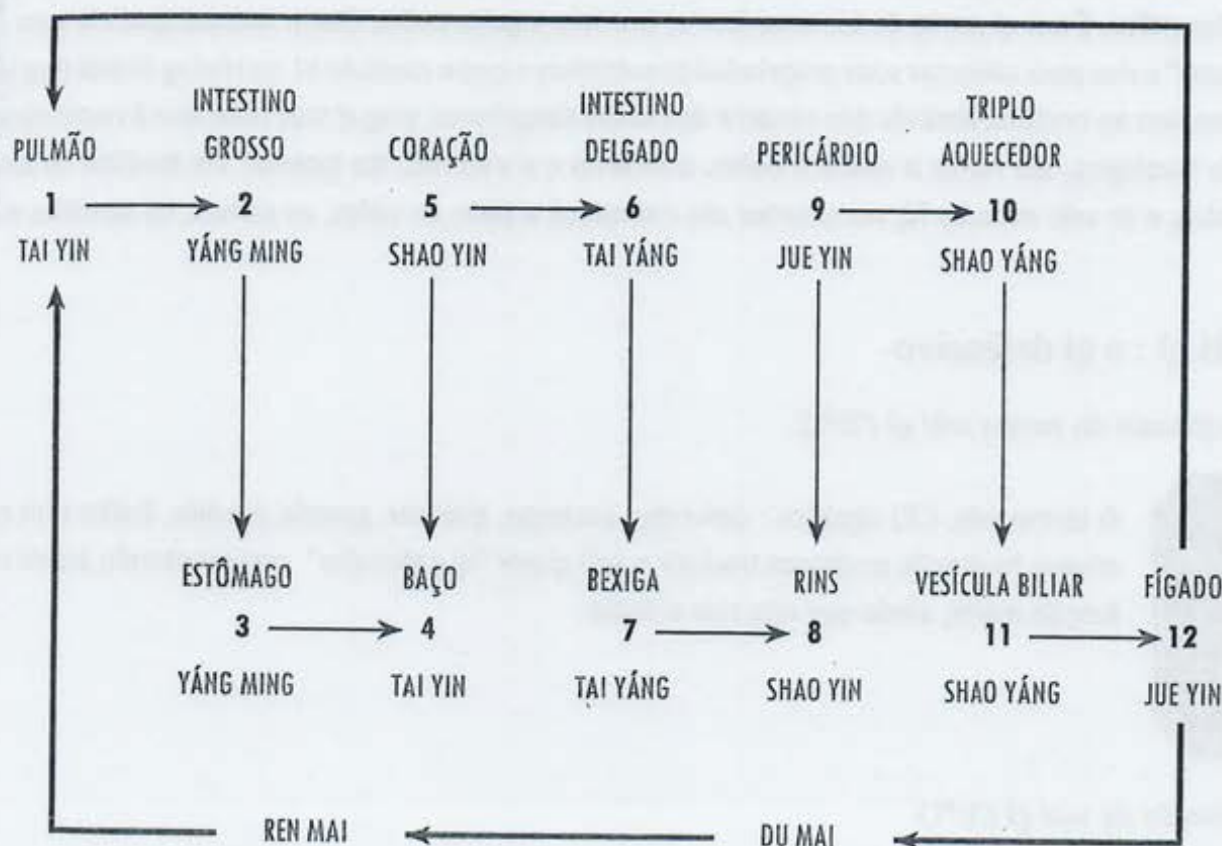 INTESTINO INTESTINO TRIPLO
PULMÃO GROSSO CORAÇÃO DELGADO PERICÁRDIO AQUECEDOR
1 2 5 6 9 10
TAI YIN YÁNG MING SHAO YIN TAI YÁNG JUE YIN SHAO YÁNG
ESTÔMAGO BAÇO BEXIGA RINS VESÍCULA BILIAR FÍGADO
3 4 7 8 11 12
YÁNG MING TAI YIN TAI YÁNG SHAO YIN SHAO YÁNG JUE YIN
REN MAI DU MAI